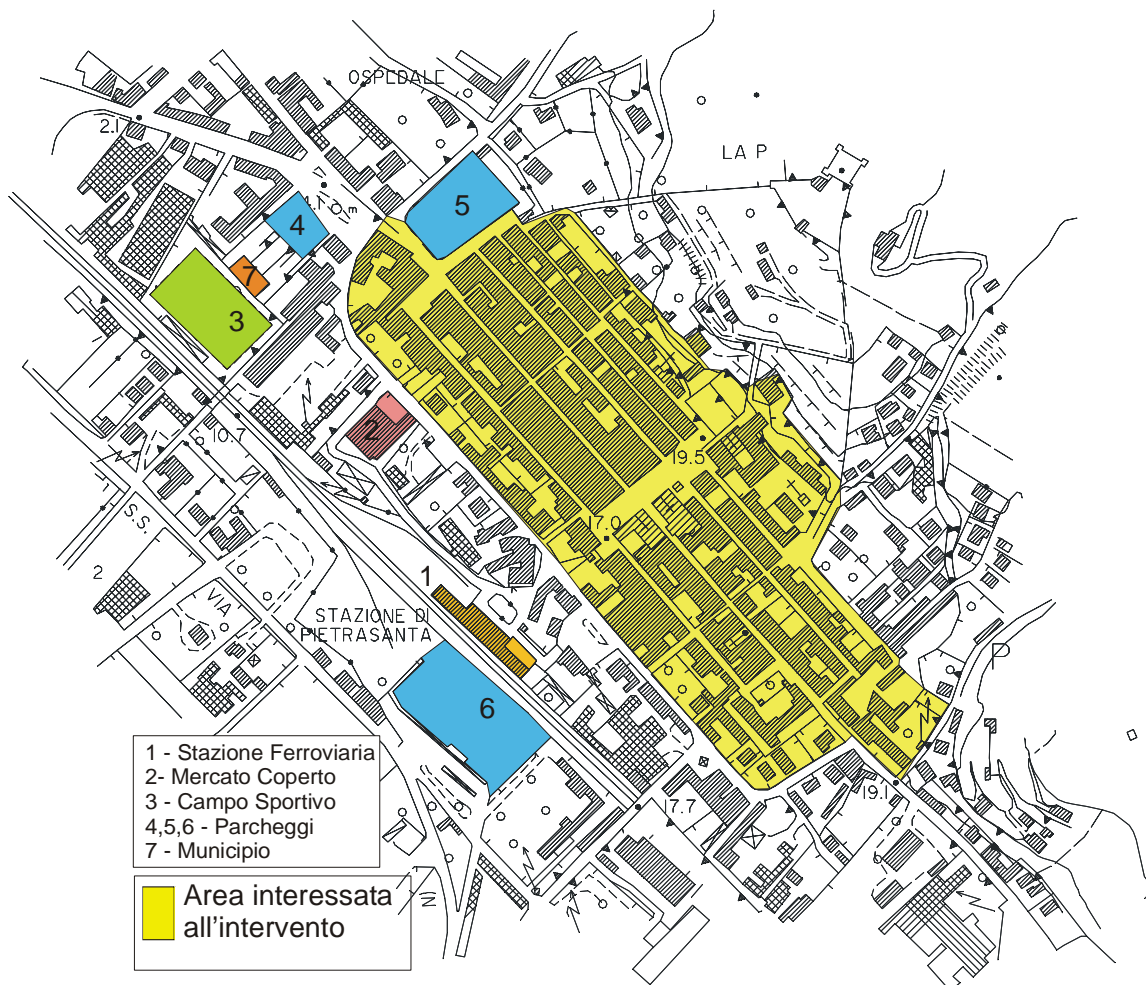 OSPEDALE
2.1
LA P
5
4
7
3
2
10.7
19.5
17.0
S.S.
1
2
VIA
STAZIONE DI
PIETRASANTA
P
6
1 - Stazione Ferroviaria
2- Mercato Coperto
3 - Campo Sportivo
4,5,6 - Parcheggi
7 - Municipio
17.7
19.1
Area interessata
all'intervento